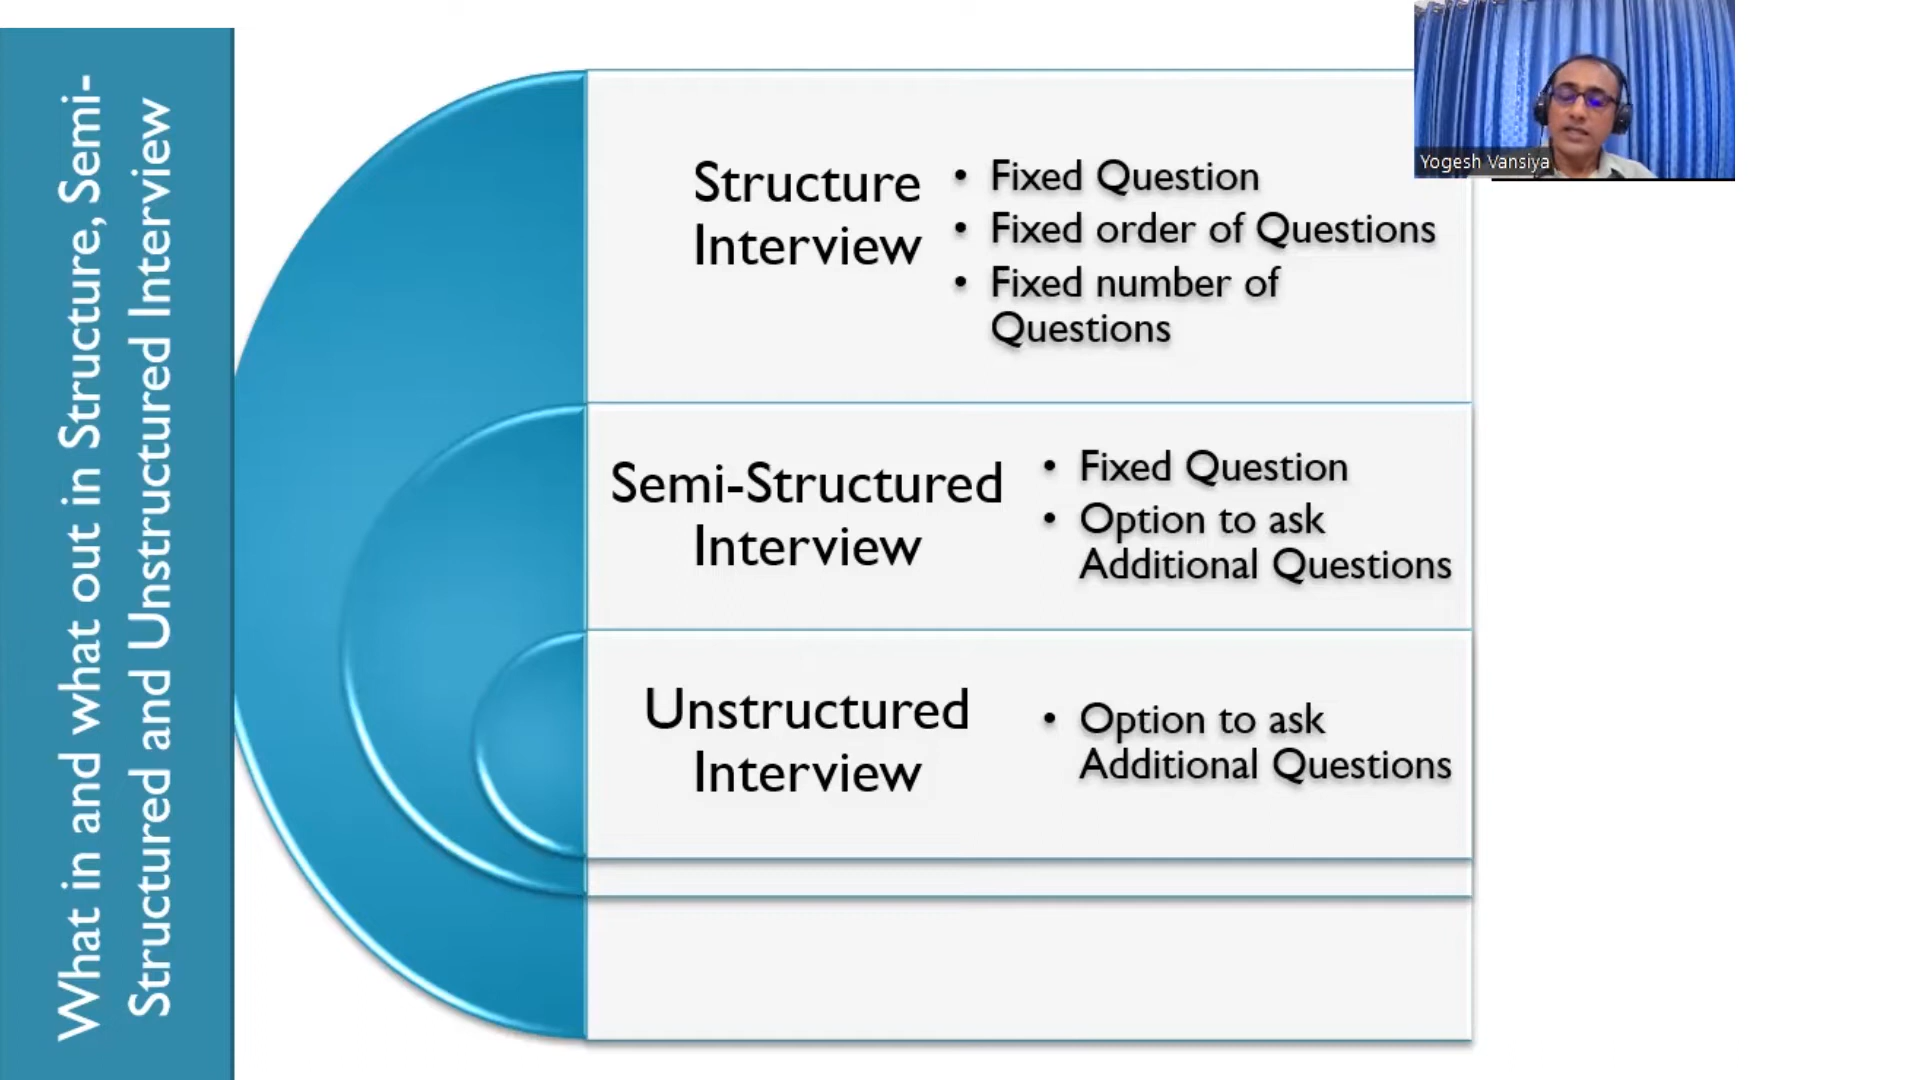 What in and what out in Structure, Semi-
Structured and Unstructured Interview
Structure
Interview
• Fixed Question
• Fixed order of Questions
• Fixed number of
Questions
Semi-Structured
Interview
• Fixed Question
• Option to ask
Additional Questions
Unstructured
Interview
• Option to ask
Additional Questions
Yogesh Vansiya